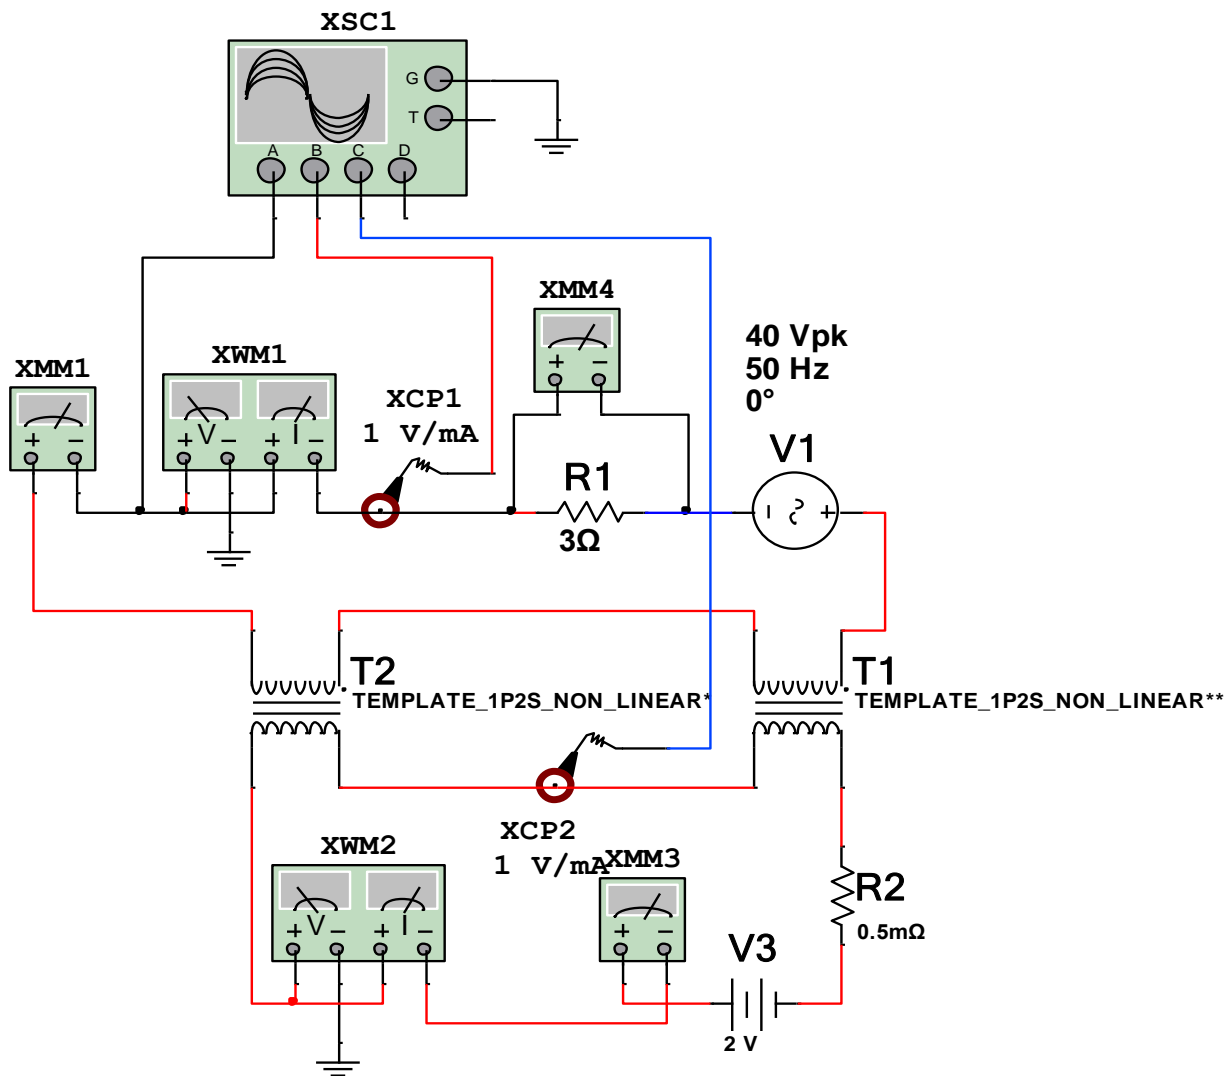 XSC1
G
T
A B C D
XMM4
40 Vpk
50 Hz
0°
XMM1
XWM1
XCP1
1 V/mA
V1
+ −
+ V − + I −
+ −
R1
3Ω
T2
TEMPLATE_1P2S_NON_LINEAR*
T1
TEMPLATE_1P2S_NON_LINEAR**
XCP2
1 V/mA
XWM2
XMM3
+ V − + I −
+ −
R2
0.5mΩ
V3
2 V